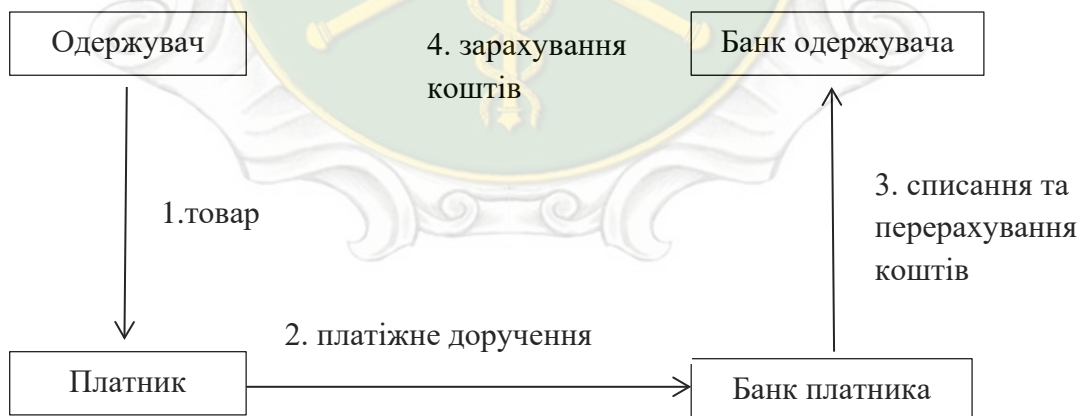 Одержувач
4. зарахування
коштів
Банк одержувача
1.товар
3. списання та
перерахування
коштів
2. платіжне доручення
Платник
Банк платника